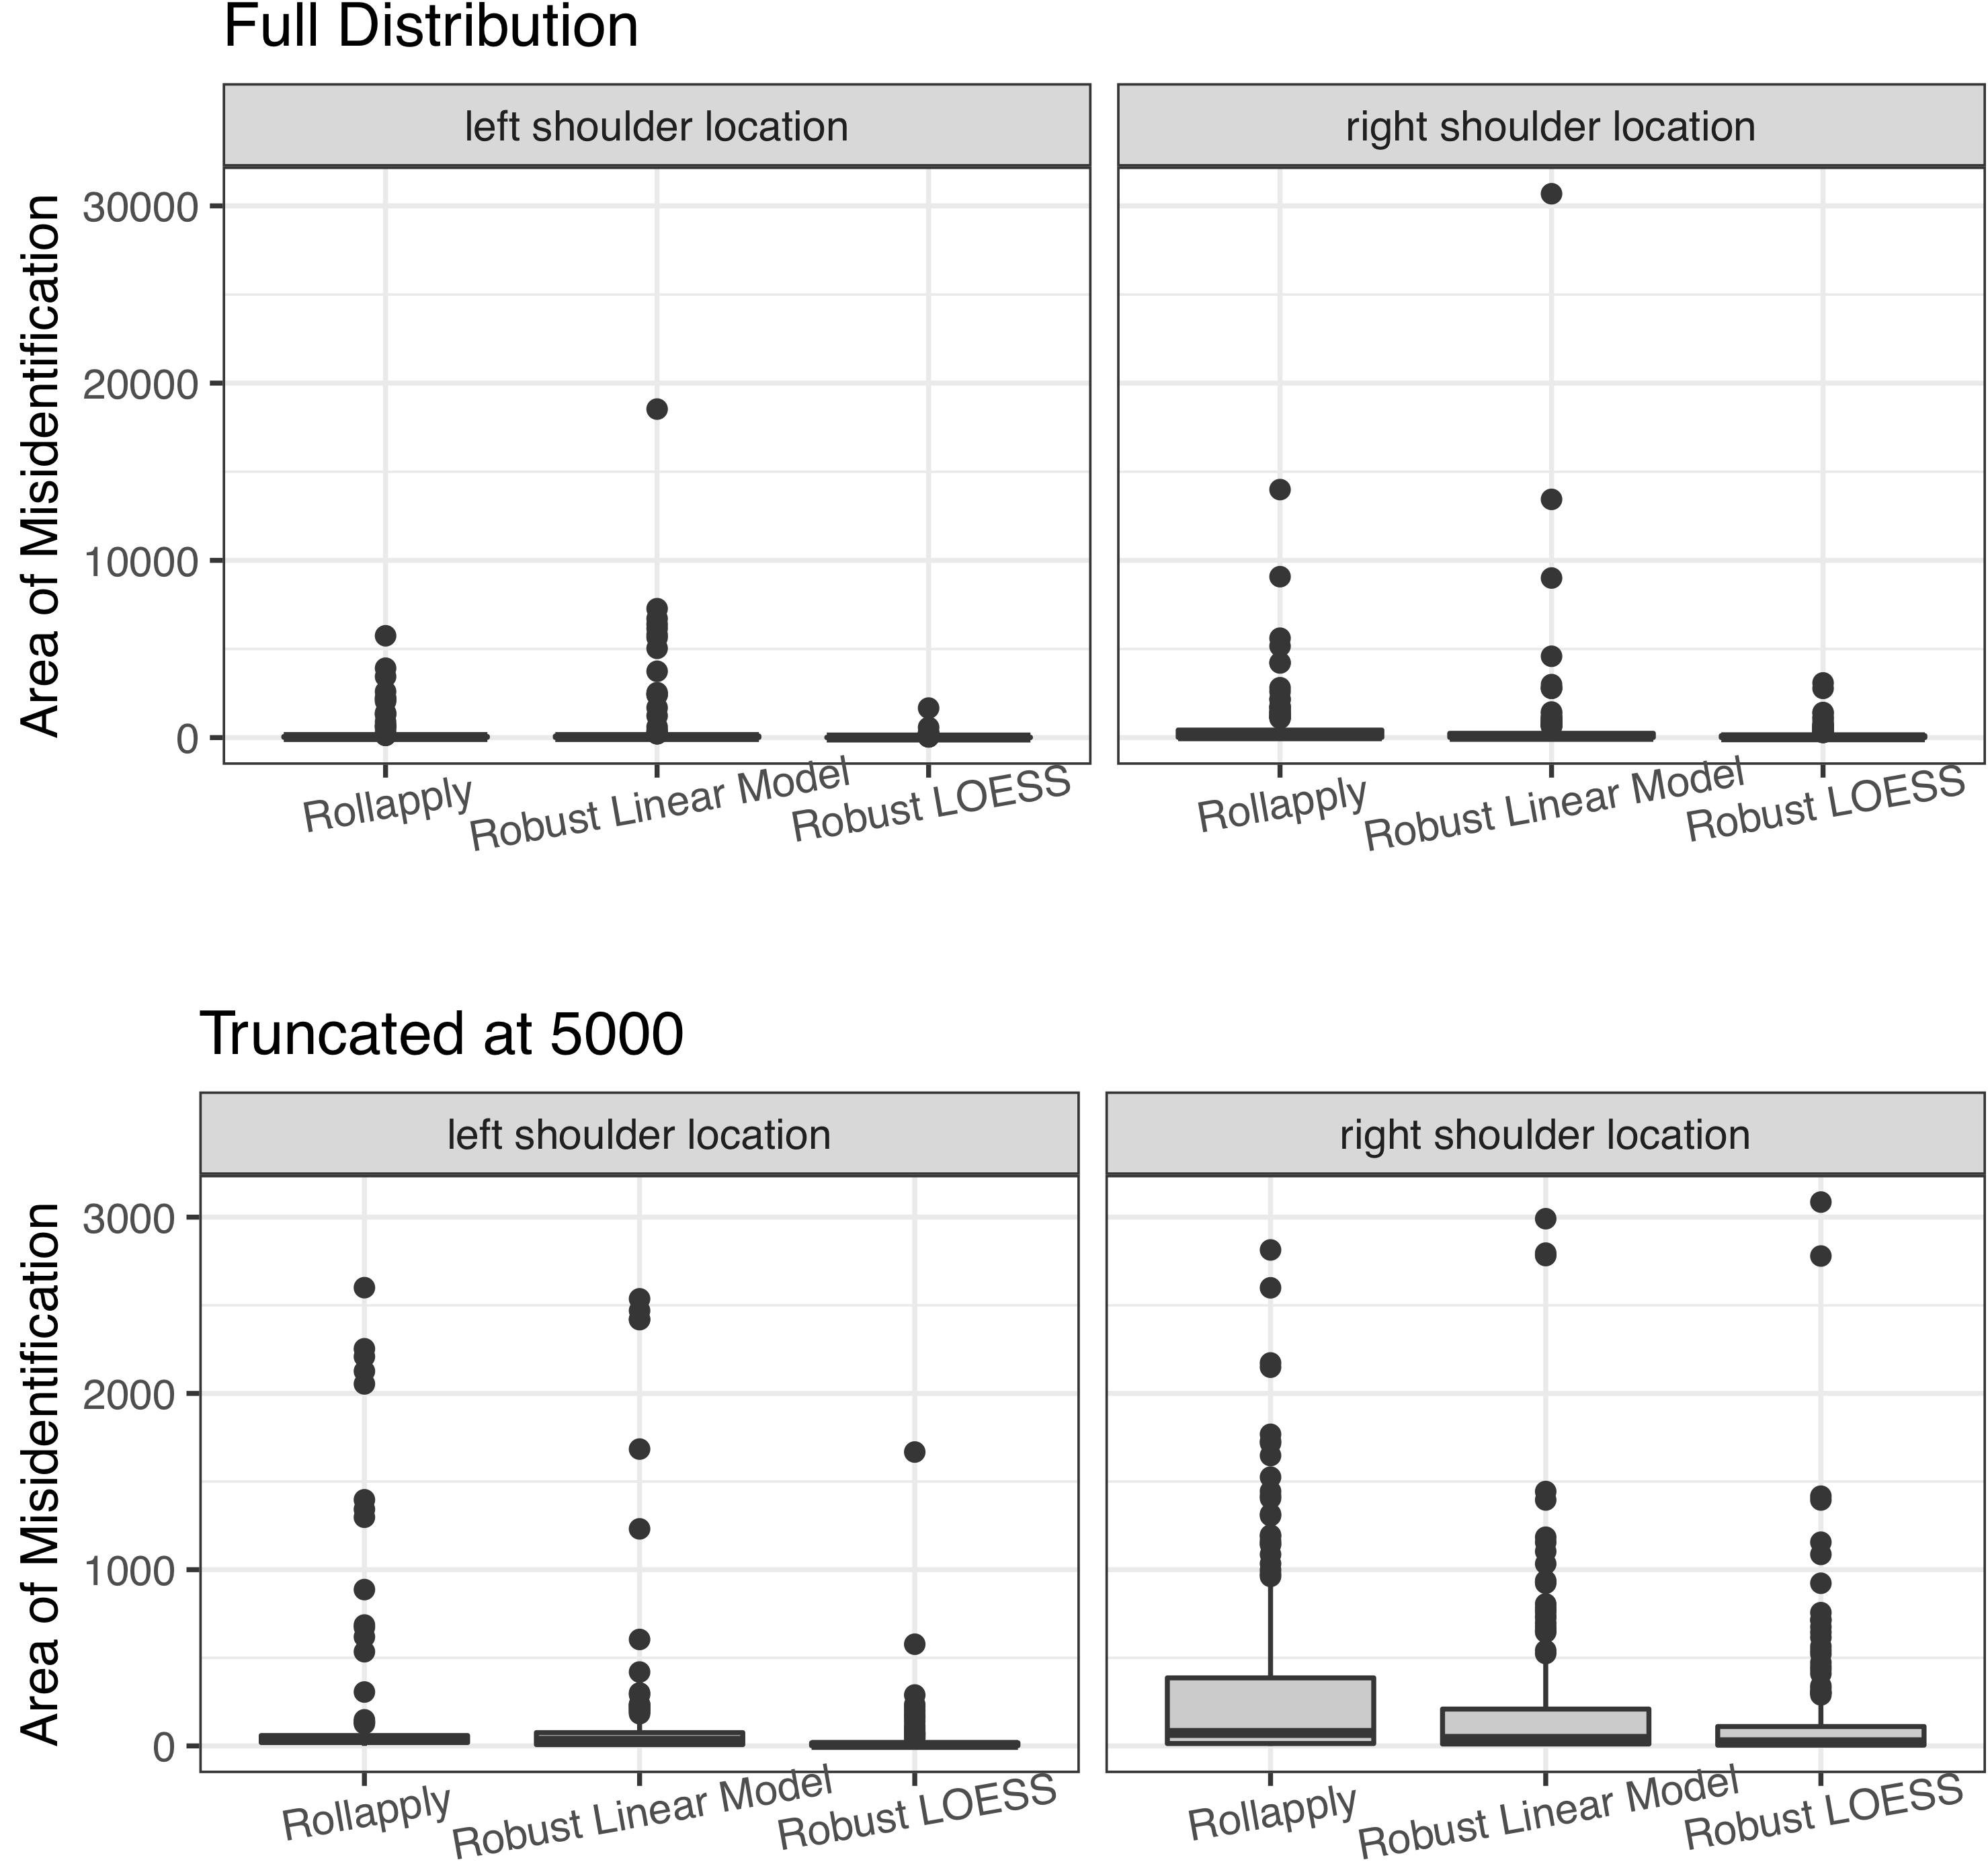 Full Distribution
left shoulder location
right shoulder location
Area of Misidentification
30000
20000
10000
0
Rollapply
Robust Linear Model
Robust LOESS
Rollapply
Robust Linear Model
Robust LOESS
Truncated at 5000
left shoulder location
right shoulder location
Area of Misidentification
3000
2000
1000
0
Rollapply
Robust Linear Model
Robust LOESS
Rollapply
Robust Linear Model
Robust LOESS